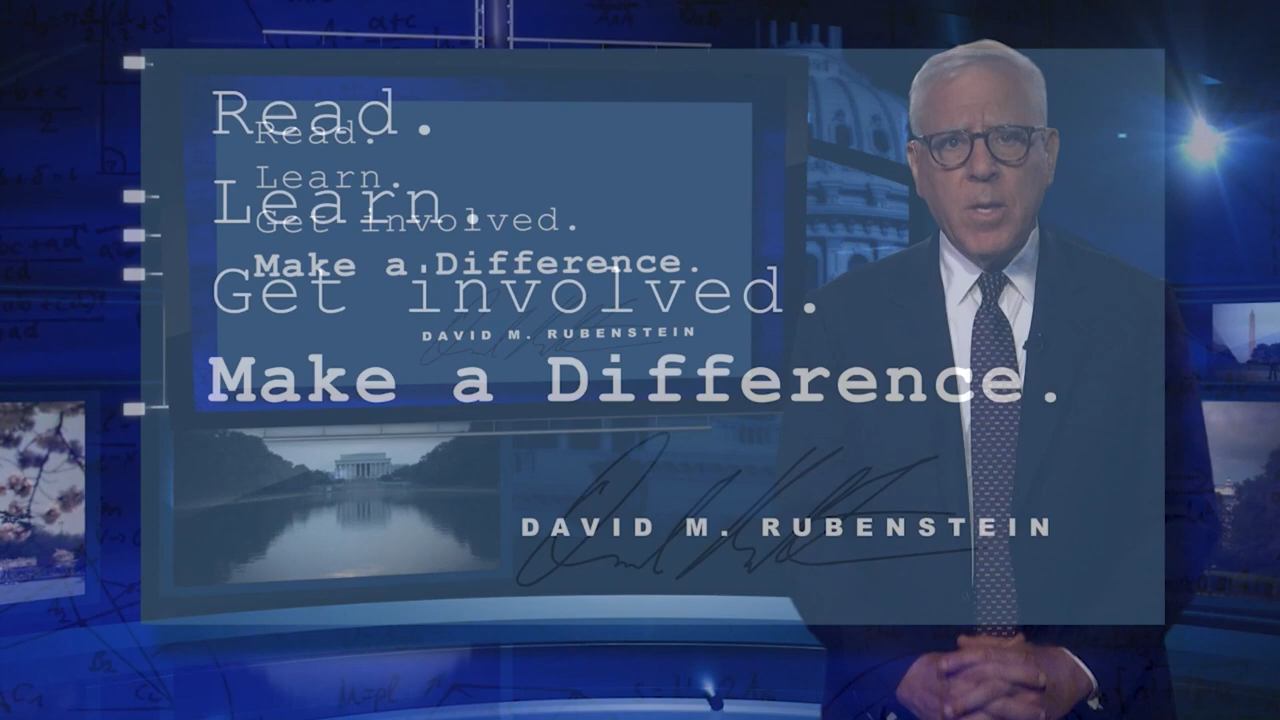 Read.
Learn.
Get involved.
Make a Difference.
DAVID M. RUBENSTEIN
Read.
Learn.
Get involved.
Make a Difference.
DAVID M. RUBENSTEIN